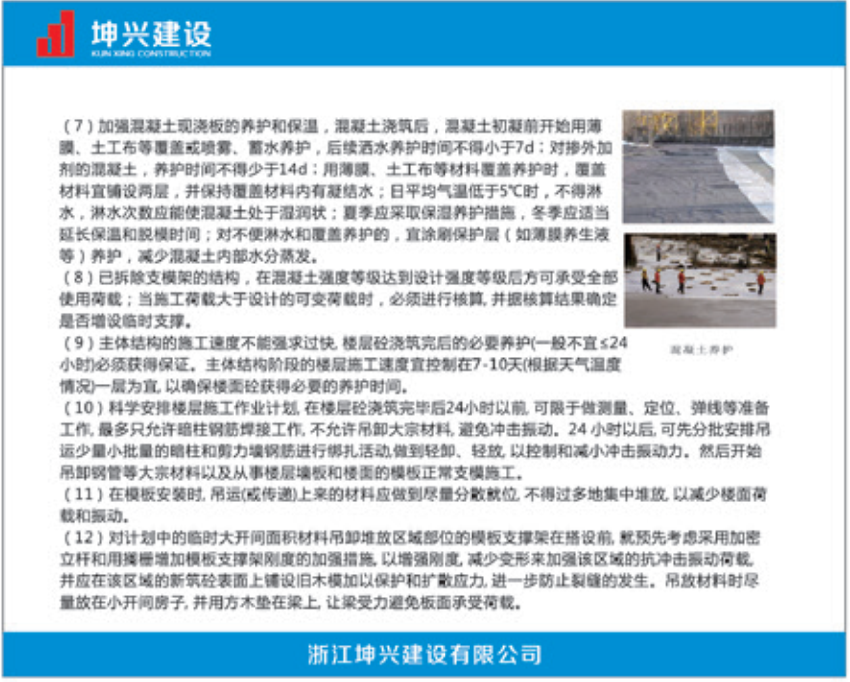 坤兴建设
KUN XING CONSTRUCTION
（7）加强混凝土现浇板的养护和保温，混凝土浇筑后，混凝土初凝前开始用薄
膜、土工布等覆盖或喷雾、蓄水养护，后续洒水养护时间不得小于7d：对掺外加
剂的混凝土，养护时间不得少于14d：用薄膜、土工布等材料覆盖养护时，覆盖
材料宜铺设两层，并保持覆盖材料内有凝结水；日平均气温低于5℃时，不得淋
水，淋水次数应能使混凝土处于湿润状；夏季应采取保湿养护措施，冬季应适当
延长保温和脱模时间；对不便淋水和覆盖养护的，宜涂刷保护层（如薄膜养生液
等）养护，减少混凝土内部水分蒸发。
（8）已拆除支模架的结构，在混凝土强度等级达到设计强度等级后方可承受全部
使用荷载；当施工荷载大于设计的可变荷载时，必须进行核算, 并据核算结果确定
是否增设临时支撑。
（9）主体结构的施工速度不能强求过快, 楼层砼浇筑完后的必要养护(一般不宜≤24
小时)必须获得保证。主体结构阶段的楼层施工速度宜控制在7-10天(根据天气温度
情况)一层为宜, 以确保楼面砼获得必要的养护时间。
混凝土养护
（10）科学安排楼层施工作业计划, 在楼层砼浇筑完毕后24小时以前, 可限于做测量、定位、弹线等准备
工作, 最多只允许暗柱钢筋焊接工作, 不允许吊卸大宗材料, 避免冲击振动。24 小时以后, 可先分批安排吊
运少量小批量的暗柱和剪力墙钢筋进行绑扎活动,做到轻卸、轻放, 以控制和减小冲击振动力。然后开始
吊卸钢管等大宗材料以及从事楼层墙板和楼面的模板正常支模施工。
（11）在模板安装时, 吊运(或传递)上来的材料应做到尽量分散就位, 不得过多地集中堆放, 以减少楼面荷
载和振动。
（12）对计划中的临时大开间面积材料吊卸堆放区域部位的模板支撑架在搭设前, 就预先考虑采用加密
立杆和用搁栅增加模板支撑架刚度的加强措施, 以增强刚度, 减少变形来加强该区域的抗冲击振动荷载,
并应在该区域的新筑砼表面上铺设旧木模加以保护和扩散应力, 进一步防止裂缝的发生。吊放材料时尽
量放在小开间房子, 并用方木垫在梁上, 让梁受力避免板面承受荷载。
浙江坤兴建设有限公司